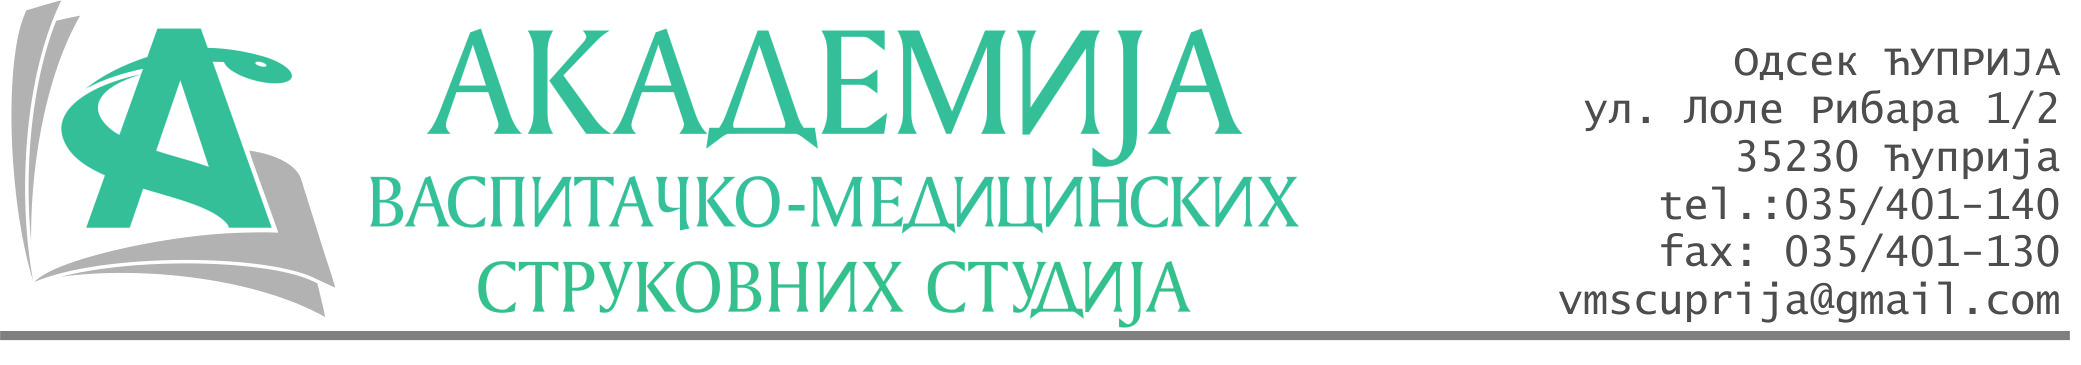 АКАДЕМИЈА
ВАСПИТАЧКО-МЕДИЦИНСКИХ
СТРУКОВНИХ СТУДИЈА
Одсек ЋУПРИЈА
ул. Лоле Рибара 1/2
35230 Ћуприја
tel.:035/401-140
fax: 035/401-130
vmscuprija@gmail.com